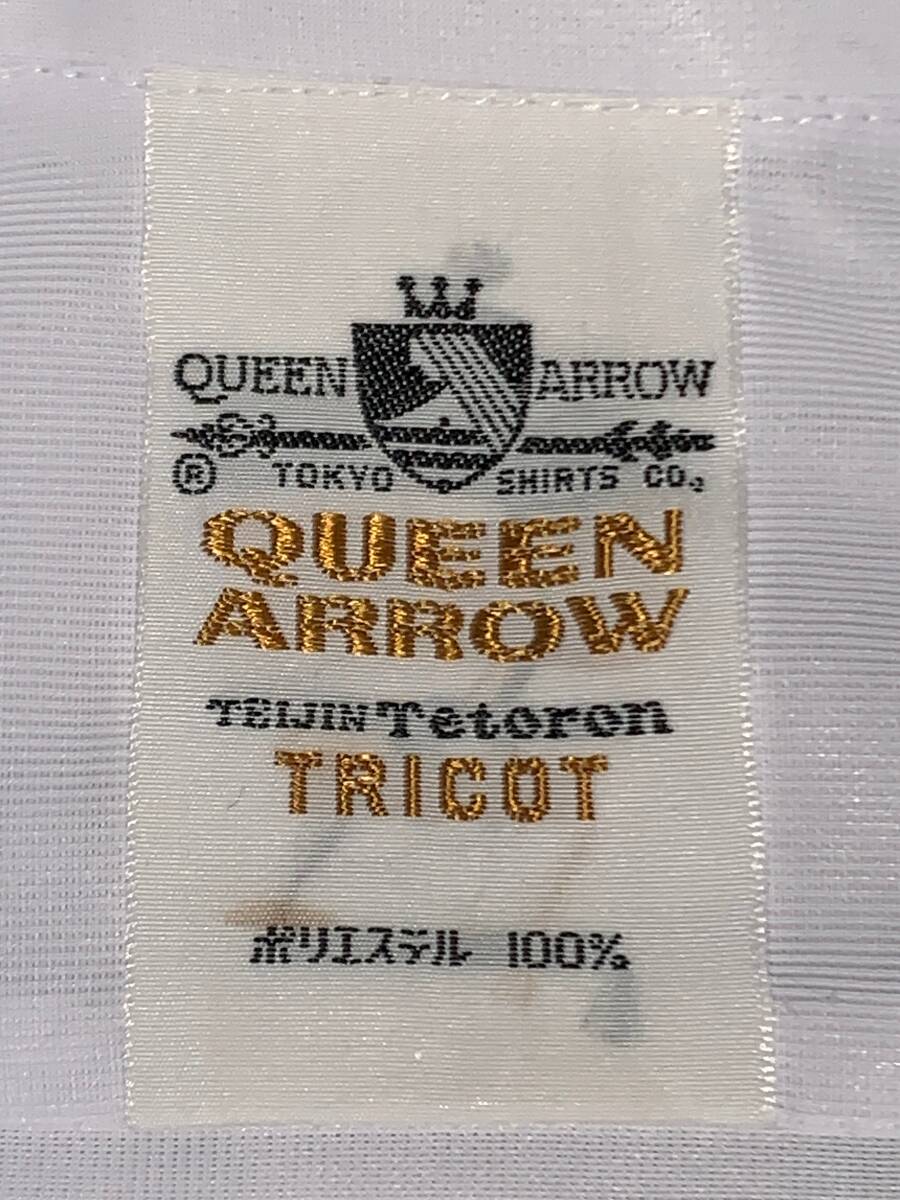 QUEEN ARROW
® TOKYO SHIRTS CO.,
QUEEN
ARROW
TEIJIN Tetoron
TRICOT
ポリエステル 100%